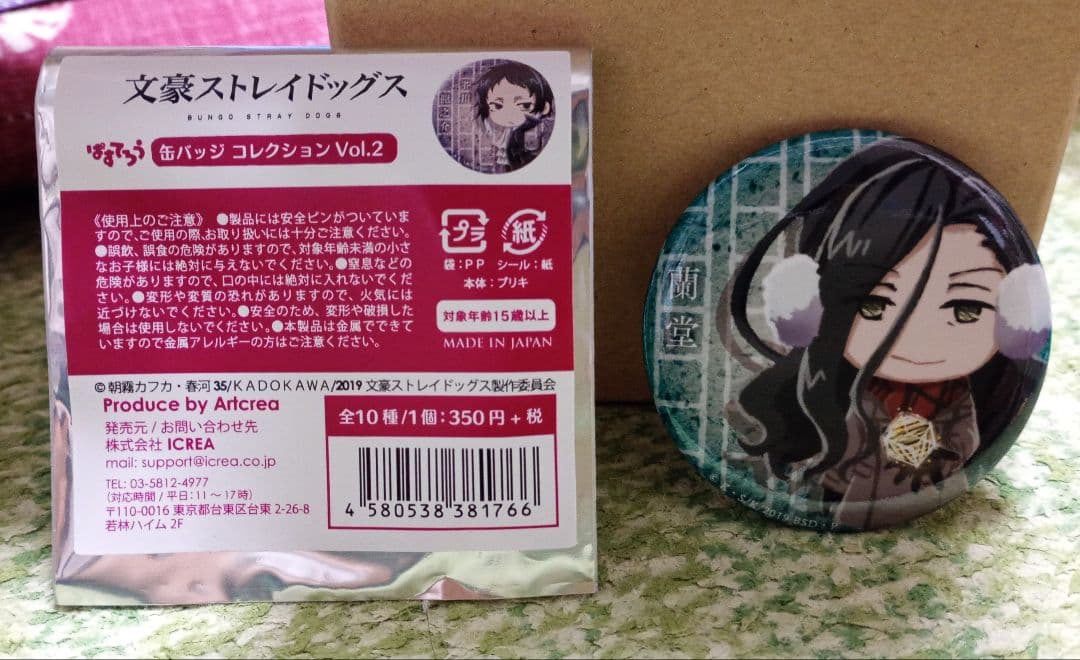 文豪ストレイドッグス
BUNGO STRAY DOGS
ぱすてろう 缶バッジ コレクション Vol.2
《使用上のご注意》 ●製品には安全ピンがついていま
すので、ご使用の際、お取り扱いには十分ご注意ください。
●誤飲、誤食の危険がありますので、対象年齢未満の小さ
なお子様には絶対に与えないでください。●窒息などの
危険がありますので、口の中には絶対に入れないでくだ
さい。●変形や変質の恐れがありますので、火気には
近づけないでください。●安全のため、変形や破損した
場合は使用しないでください。●本製品は金属でできて
いますので金属アレルギーの方はご注意ください。
プラ 紙
袋:PP シール:紙
本体:ブリキ
対象年齢15歳以上
MADE IN JAPAN
© 朝霧カフカ・春河35/KADOKAWA/2019 文豪ストレイドッグス製作委員会
Produce by Artcrea
発売元 / お問い合わせ先
株式会社 ICREA
mail: support@icrea.co.jp
TEL: 03-5812-4977
(対応時間 / 平日:11～17時)
〒110-0016 東京都台東区台東 2-26-8
若林ハイム 2F
全10種/1個:350円+税
4 580538 381766
蘭堂
© K・S/K/2019 BSD・P